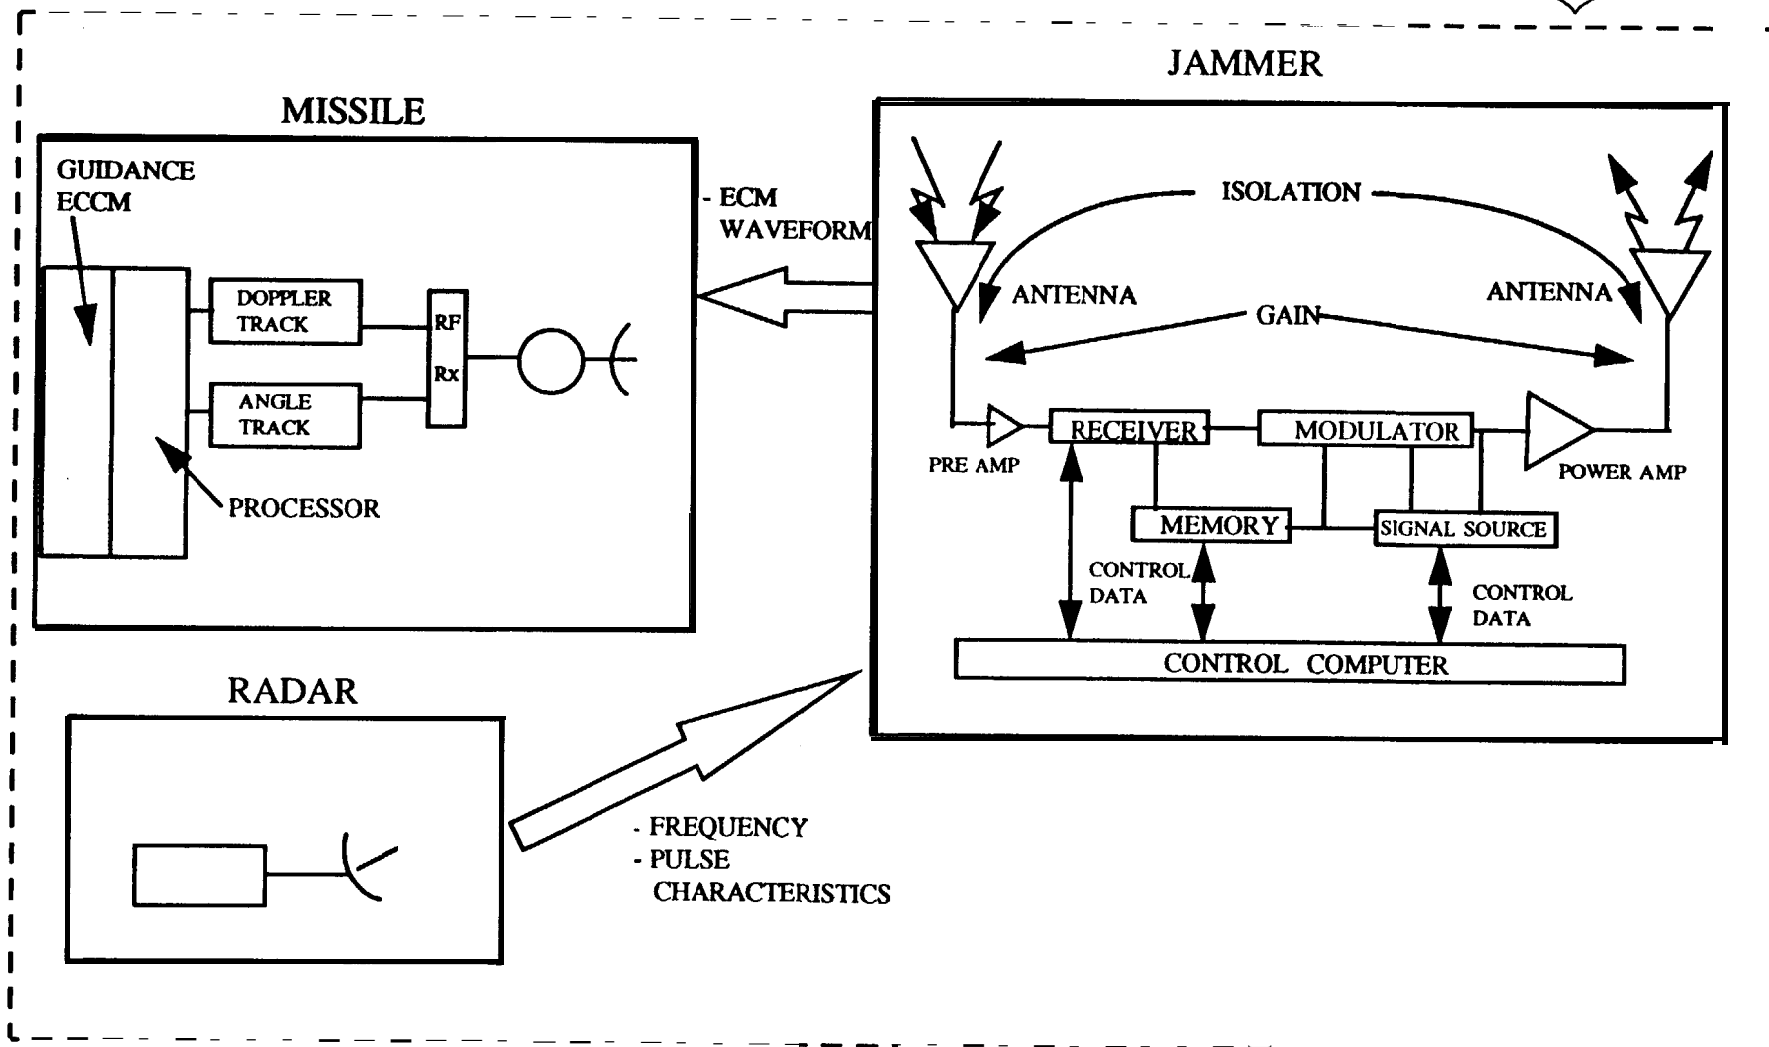 JAMMER
MISSILE
GUIDANCE
ECCM
DOPPLER
TRACK
RF
Rx
ANGLE
TRACK
PROCESSOR
- ECM
WAVEFORM
ISOLATION
ANTENNA
ANTENNA
GAIN
RECEIVER
MODULATOR
PRE AMP
POWER AMP
MEMORY
SIGNAL SOURCE
CONTROL
DATA
CONTROL
DATA
CONTROL COMPUTER
RADAR
- FREQUENCY
- PULSE
CHARACTERISTICS